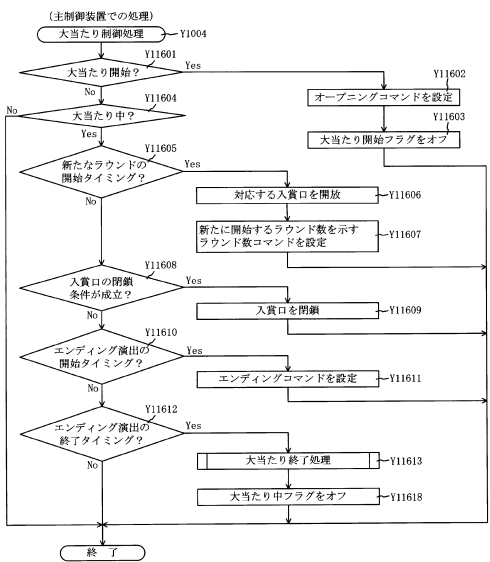 (主制御装置での処理)
大当たり制御処理
Y1004
Y11601
大当たり開始？
Yes
No
Y11602
オープニングコマンドを設定
Y11603
大当たり開始フラグをオフ
Y11604
大当たり中？
No
Yes
Y11605
新たなラウンドの
開始タイミング？
Yes
No
対応する入賞口を開放
Y11606
新たに開始するラウンド数を示す
ラウンド数コマンドを設定
Y11607
Y11608
入賞口の閉鎖
条件が成立？
Yes
No
入賞口を閉鎖
Y11609
Y11610
エンディング演出の
開始タイミング？
Yes
No
エンディングコマンドを設定
Y11611
Y11612
エンディング演出の
終了タイミング？
Yes
No
大当たり終了処理
Y11613
大当たり中フラグをオフ
Y11618
終 了